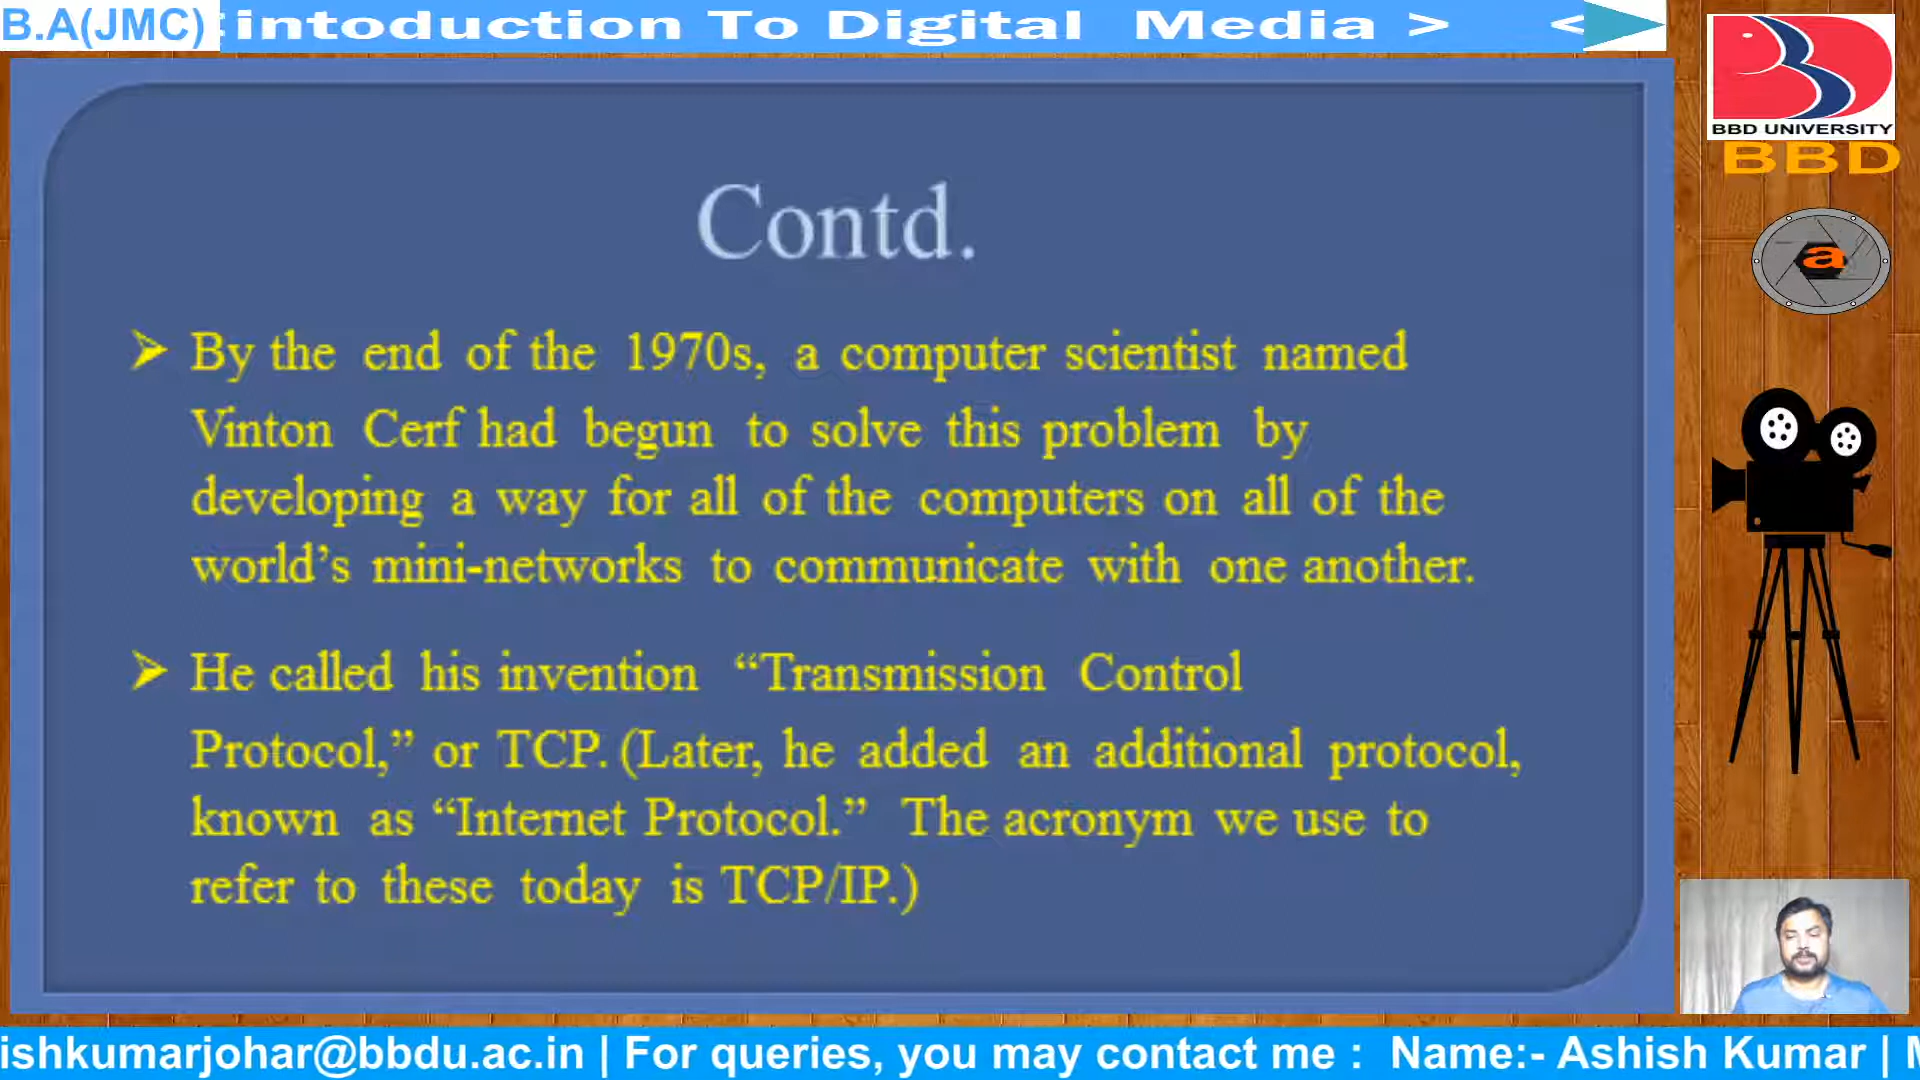 B.A(JMC)
intoduction To Digital Media > <
BBD UNIVERSITY
BBD
a
Contd.
➢ By the end of the 1970s, a computer scientist named
Vinton Cerf had begun to solve this problem by
developing a way for all of the computers on all of the
world’s mini-networks to communicate with one another.
➢ He called his invention “Transmission Control
Protocol,” or TCP. (Later, he added an additional protocol,
known as “Internet Protocol.” The acronym we use to
refer to these today is TCP/IP.)
ishkumarjohar@bbdu.ac.in | For queries, you may contact me : Name:- Ashish Kumar |